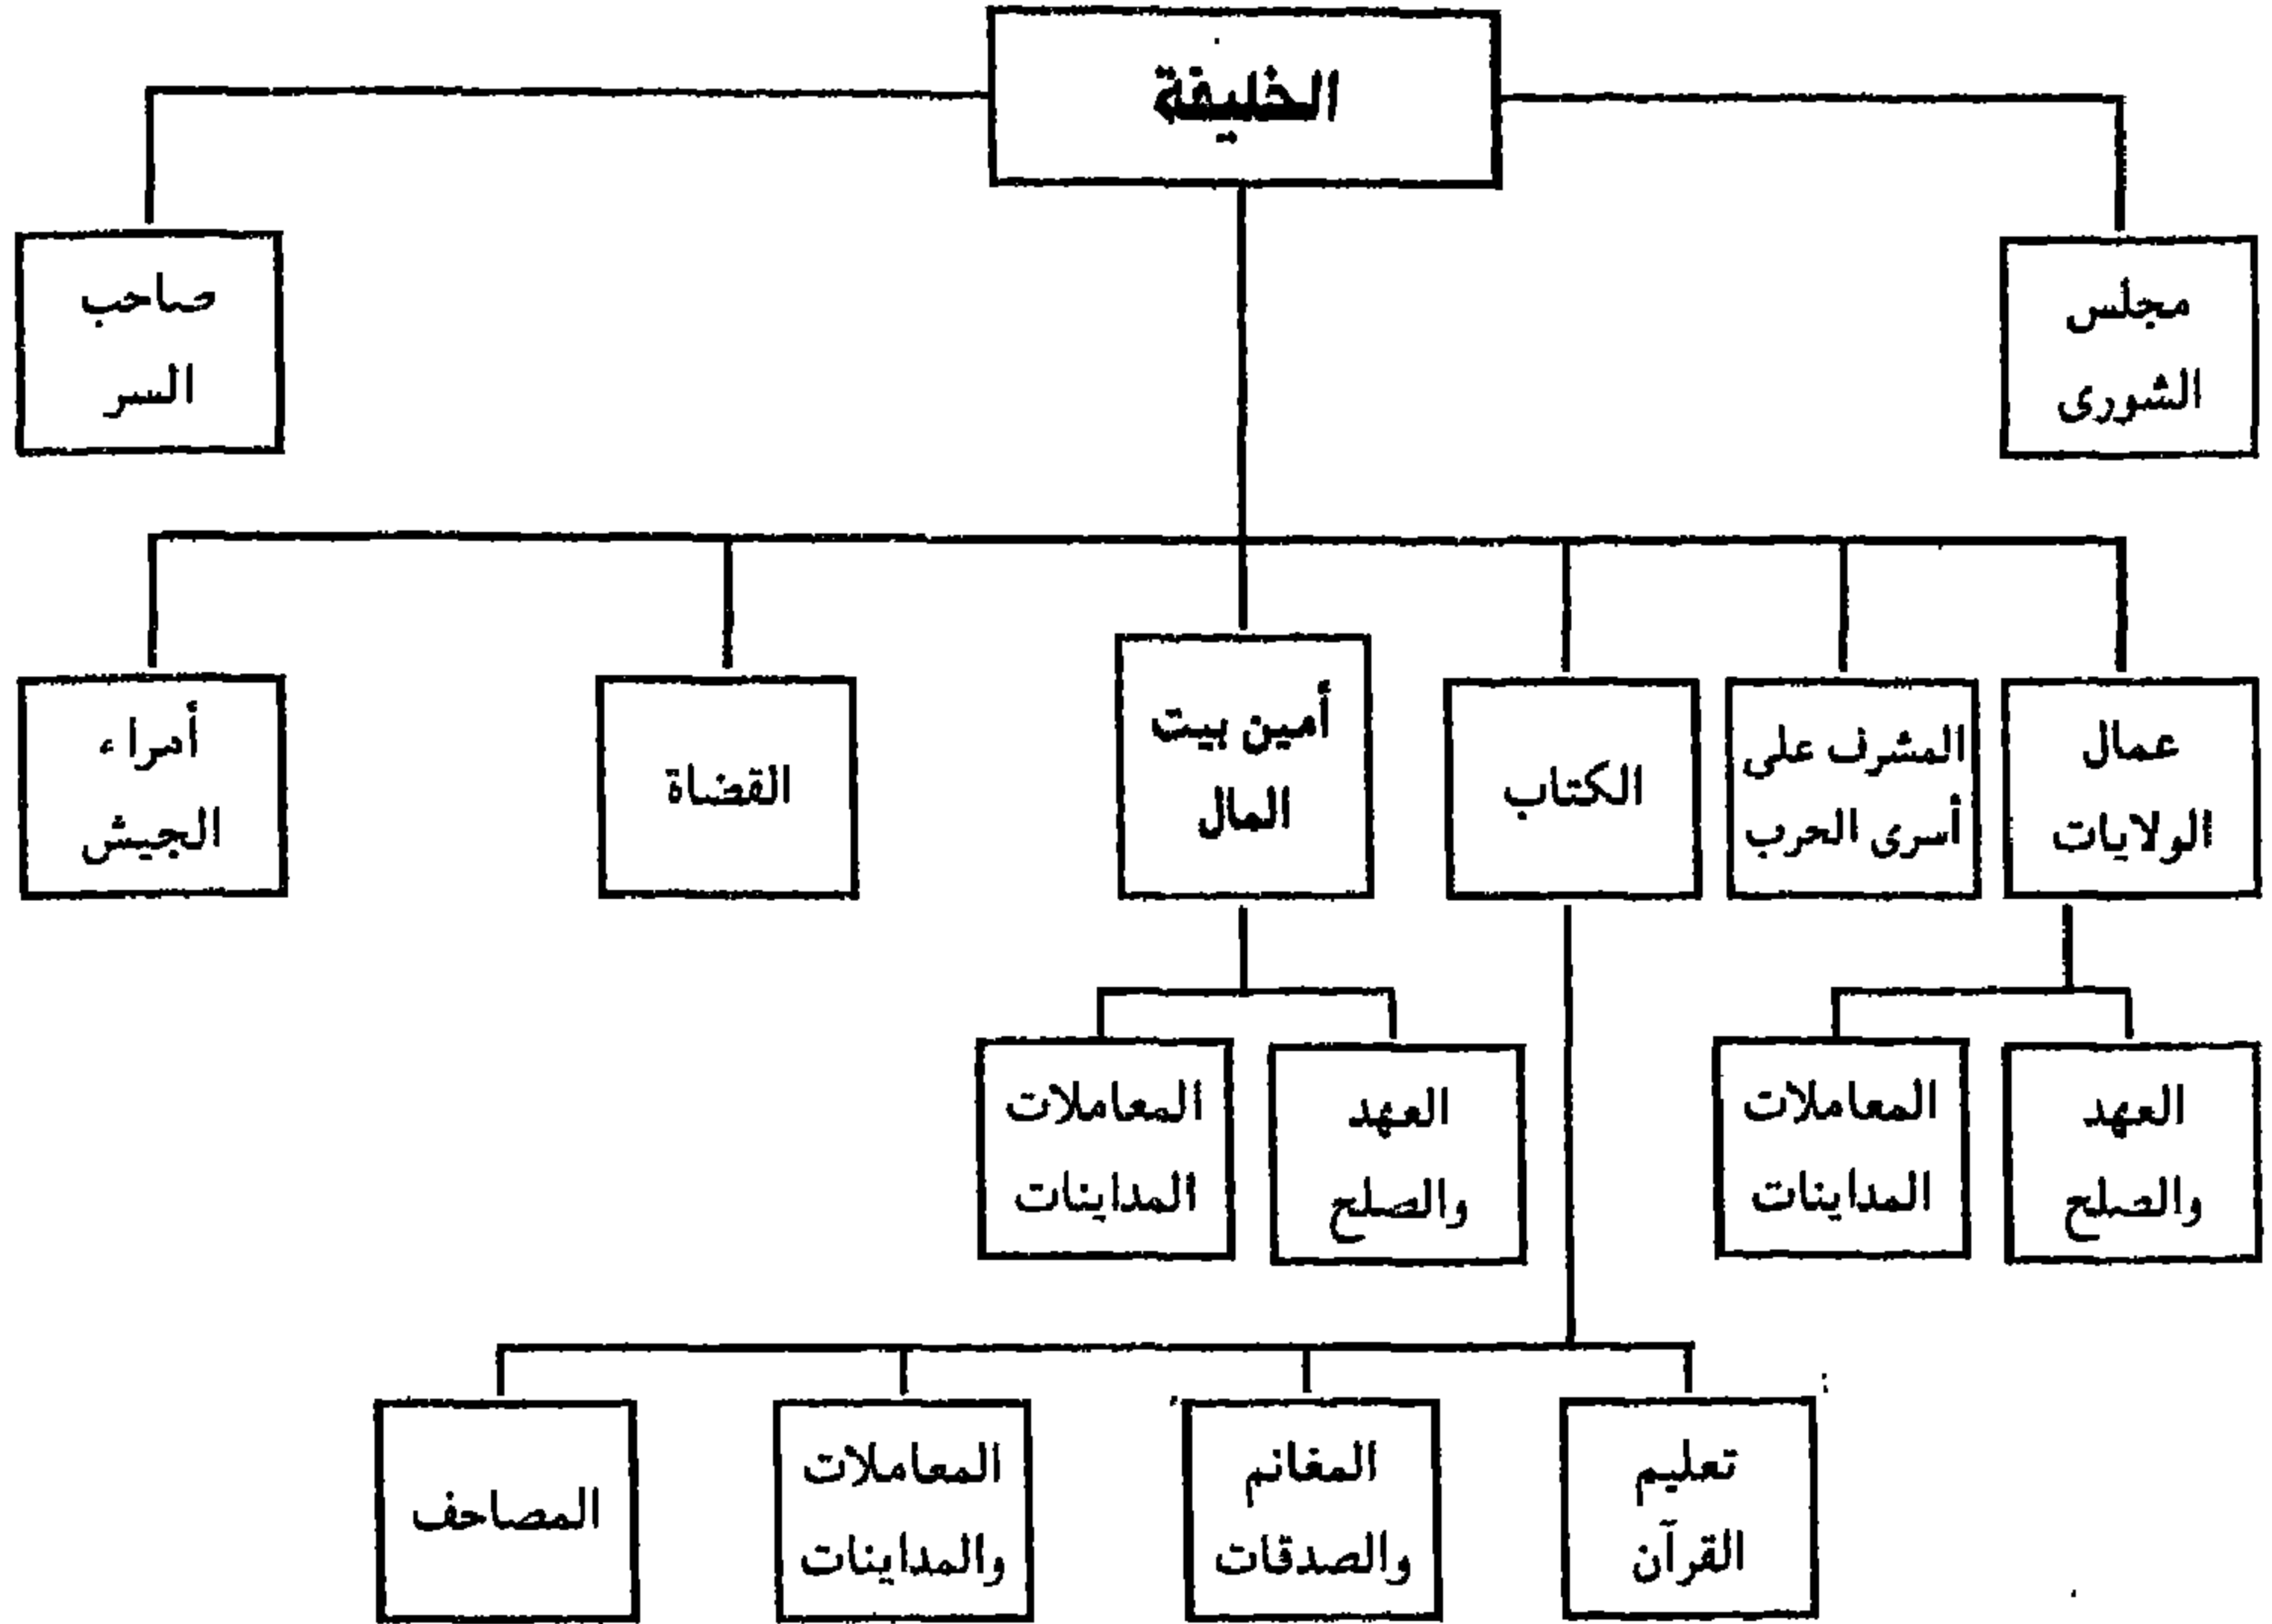 الخليفة
مجلس
الشورى
صاحب
السر
عمال
الولايات
المشرف على
أسرى الحرب
الكتاب
أمين بيت
المال
القضاة
أمراء
الجيش
العهد
والصلح
المعاملات
المداينات
العهد
والصلح
المعاملات
المداينات
تعليم
القرآن
المغانم
والصدقات
المعاملات
والمداينات
المصاحف